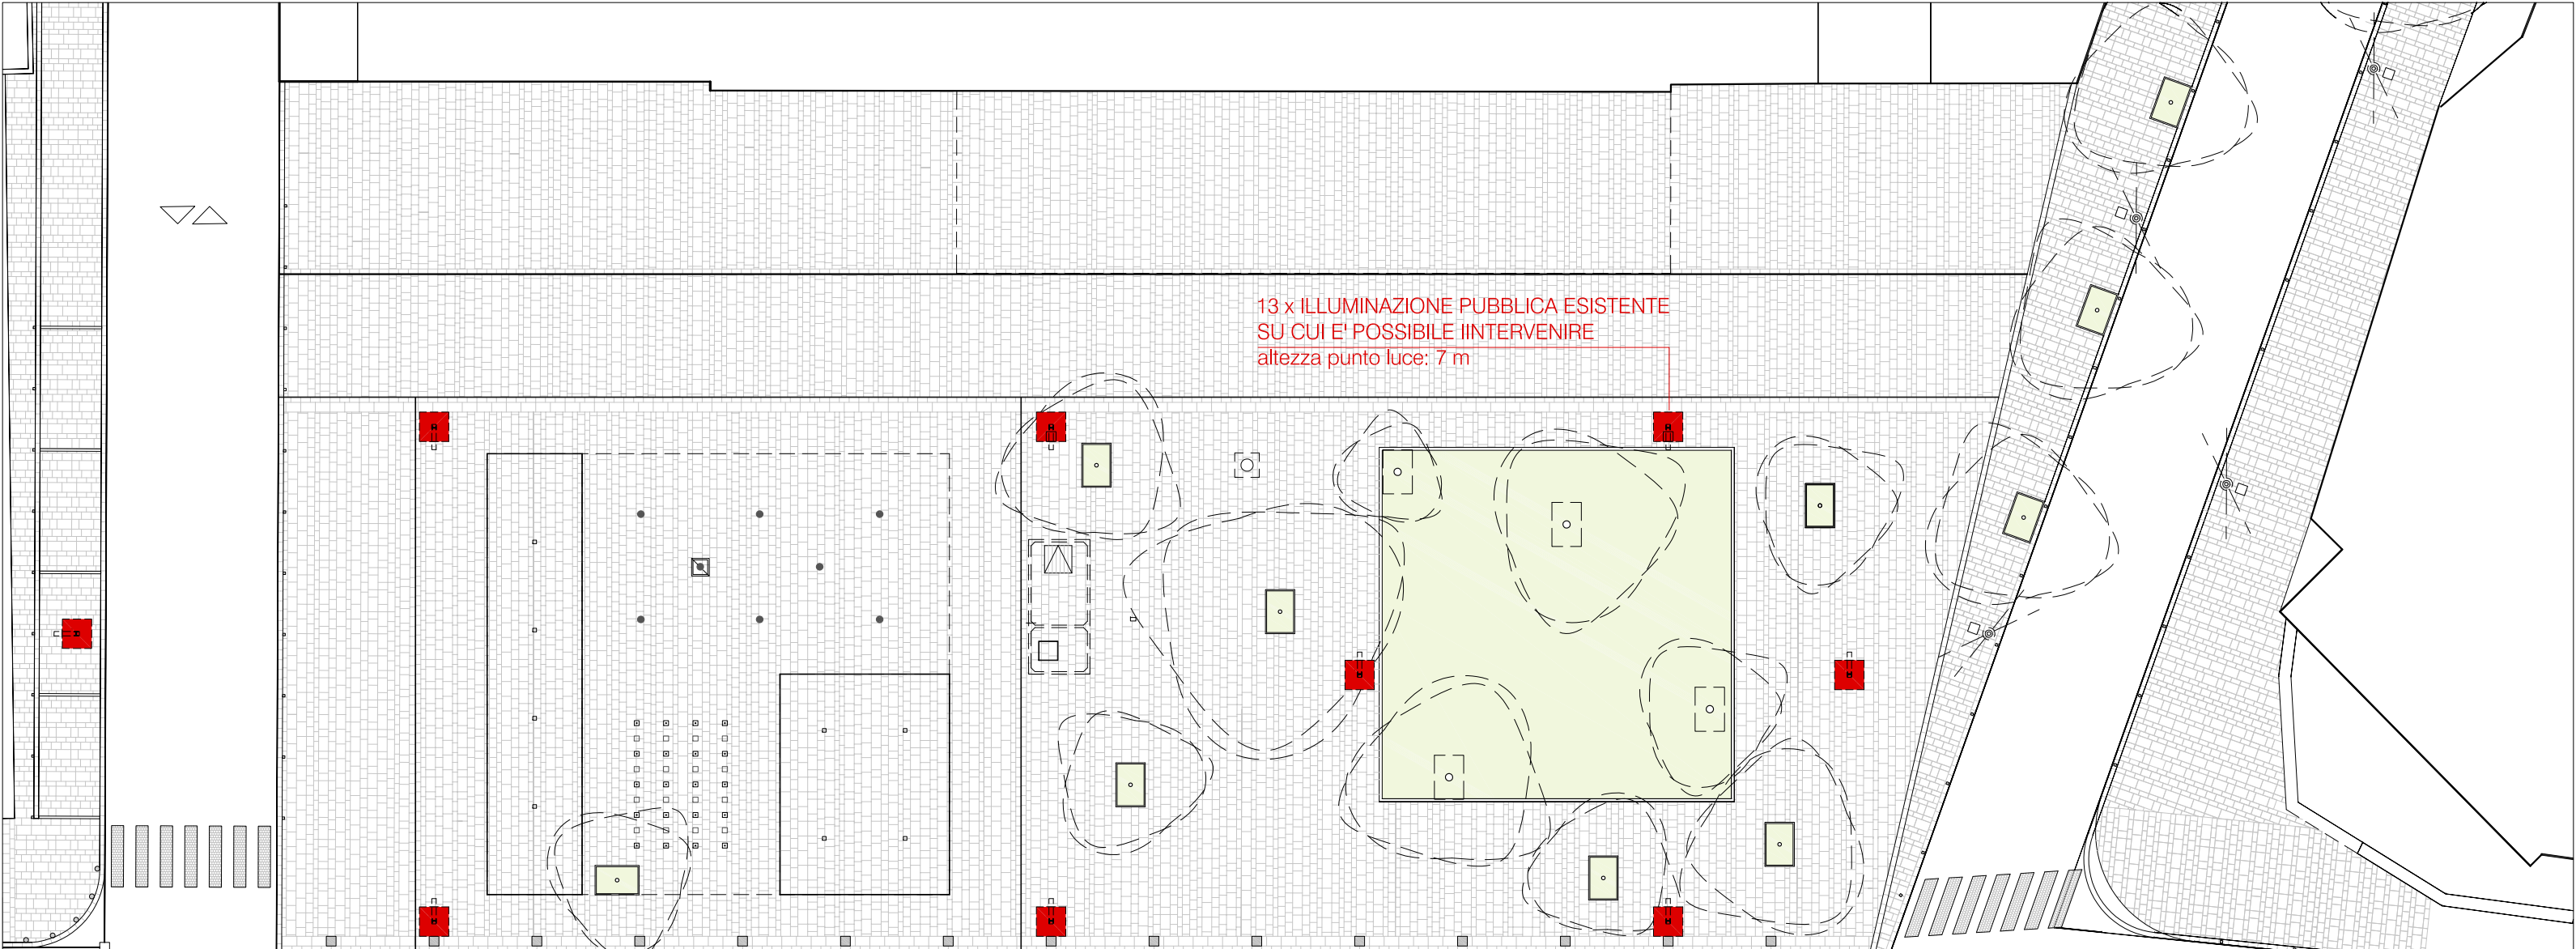 13 x ILLUMINAZIONE PUBBLICA ESISTENTE
SU CUI E' POSSIBILE IINTERVENIRE
altezza punto luce: 7 m